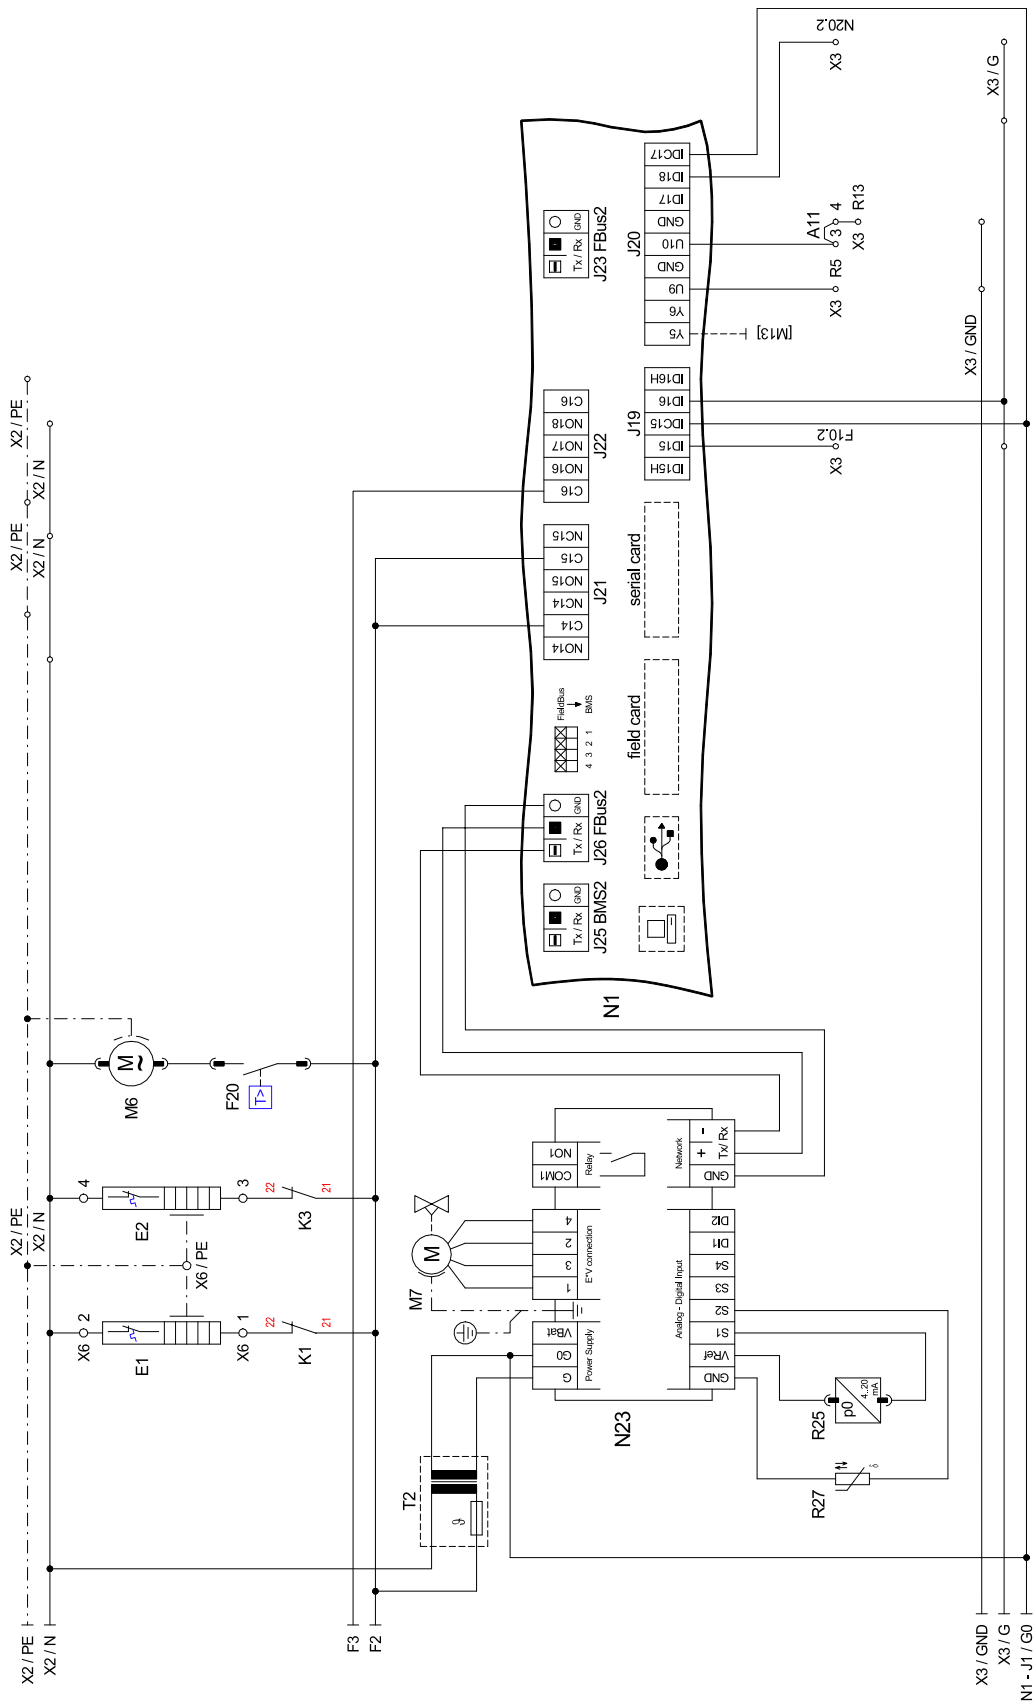 X2 / PE
X2 / N
F3
F2
X3 / GND
X3 / G
N1 - J1 / G0
X2 / PE
X2 / N
X6
2
E1
X6
1
22
21
K1
X6 / PE
4
E2
3
22
21
K3
M6
M
~
F20
T>
X2 / PE
X2 / N
X2 / PE
X2 / N
T2
ϑ
N23
G
G0
VBat
Power Supply
1
3
2
4
E*V connection
COM1
NO1
Relay
M7
M
GND
VRef
S1
S2
S3
S4
DI1
DI2
Analog - Digital Input
GND
+
-
Tx/ Rx
Network
R27
δ
R25
p0
4..20
mA
N1
Tx / Rx
GND
J25 BMS2
Tx / Rx
GND
J26 FBus2
4 3 2 1
FieldBus
BMS
NO14
C14
NC14
NO15
C15
NC15
J21
C16
NO16
NO17
NO18
C16
J22
Tx / Rx
GND
J23 FBus2
field card
serial card
J19
ID15H
ID15
IDC15
ID16
ID16H
J20
Y5
Y6
U9
GND
U10
GND
ID17
ID18
IDC17
[M13]
X3
F10.2
X3
R5
A11
3
4
X3
R13
X3
N20.2
X3 / GND
X3 / G